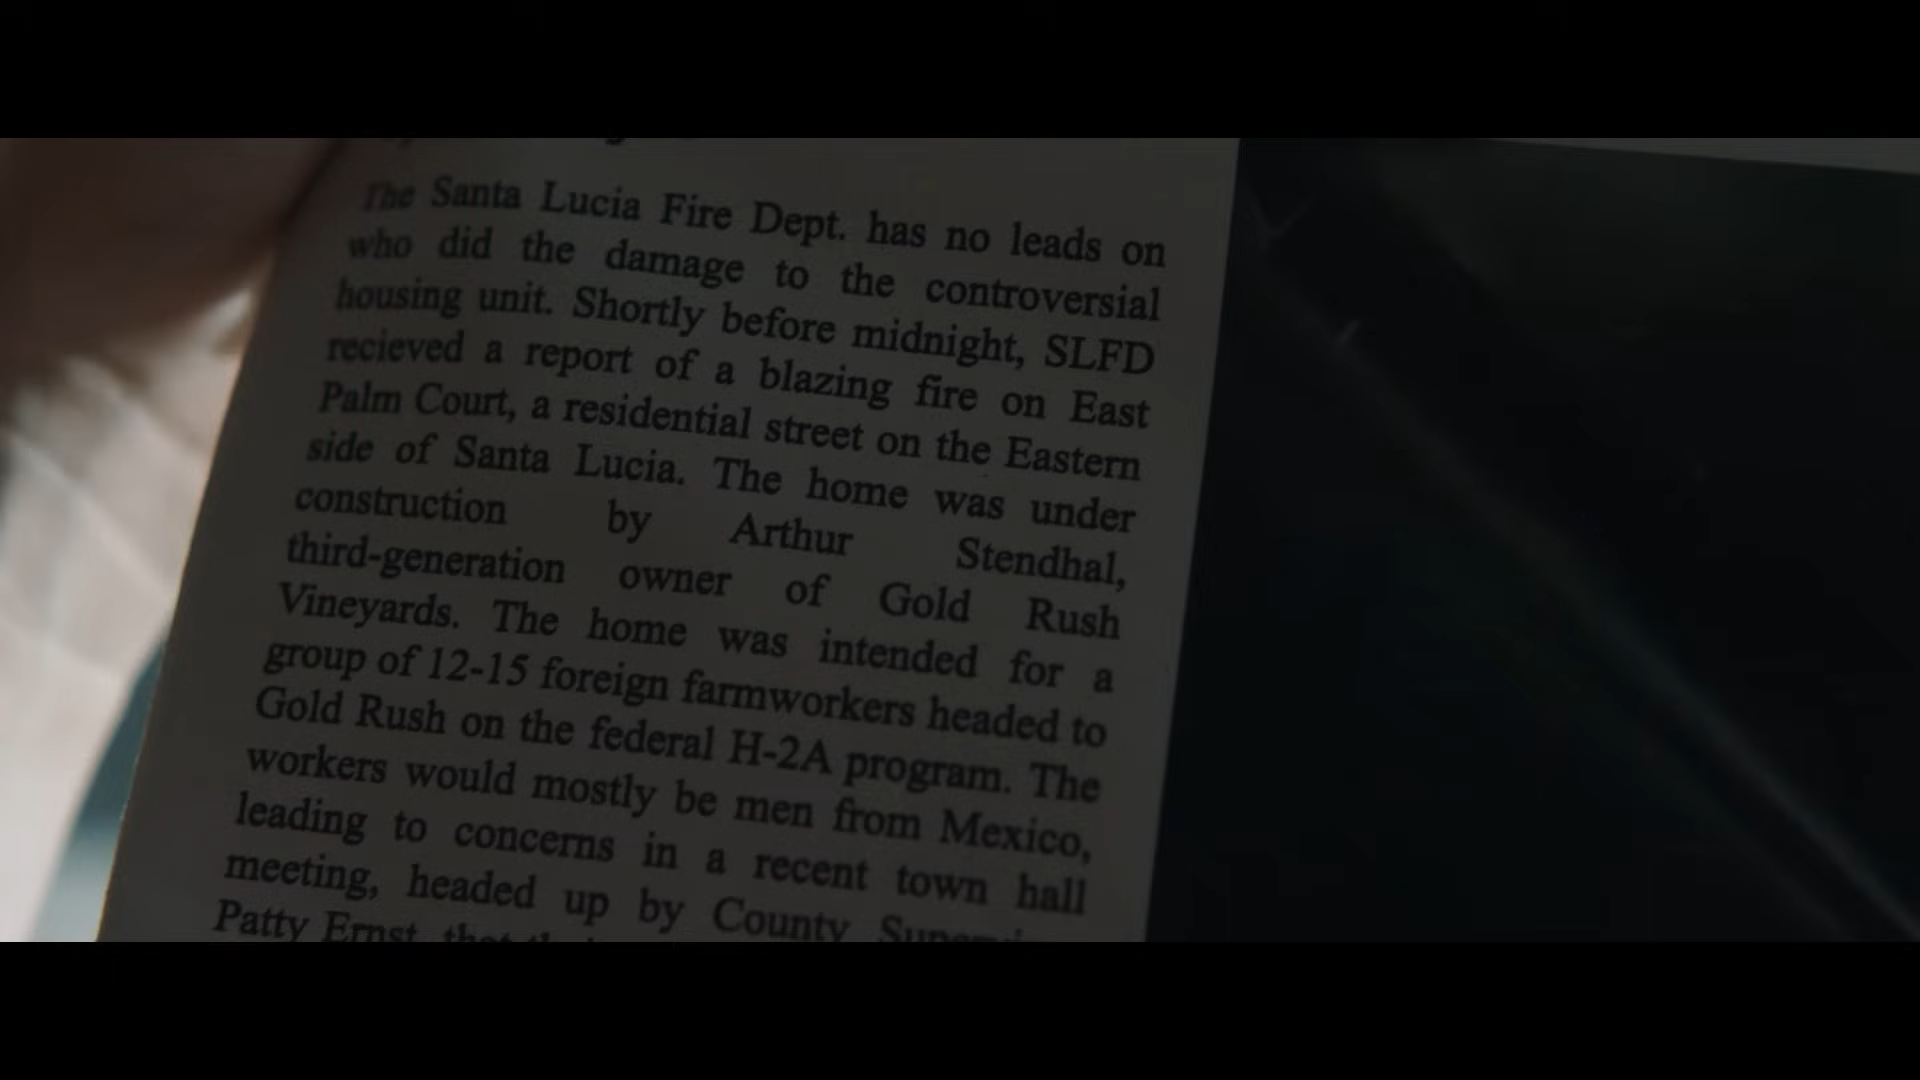 The Santa Lucia Fire Dept. has no leads on
who did the damage to the controversial
housing unit. Shortly before midnight, SLFD
recieved a report of a blazing fire on East
Palm Court, a residential street on the Eastern
side of Santa Lucia. The home was under
construction by Arthur Stendhal,
third-generation owner of Gold Rush
Vineyards. The home was intended for a
group of 12-15 foreign farmworkers headed to
Gold Rush on the federal H-2A program. The
workers would mostly be men from Mexico,
leading to concerns in a recent town hall
meeting, headed up by County
Patty Ernst, that